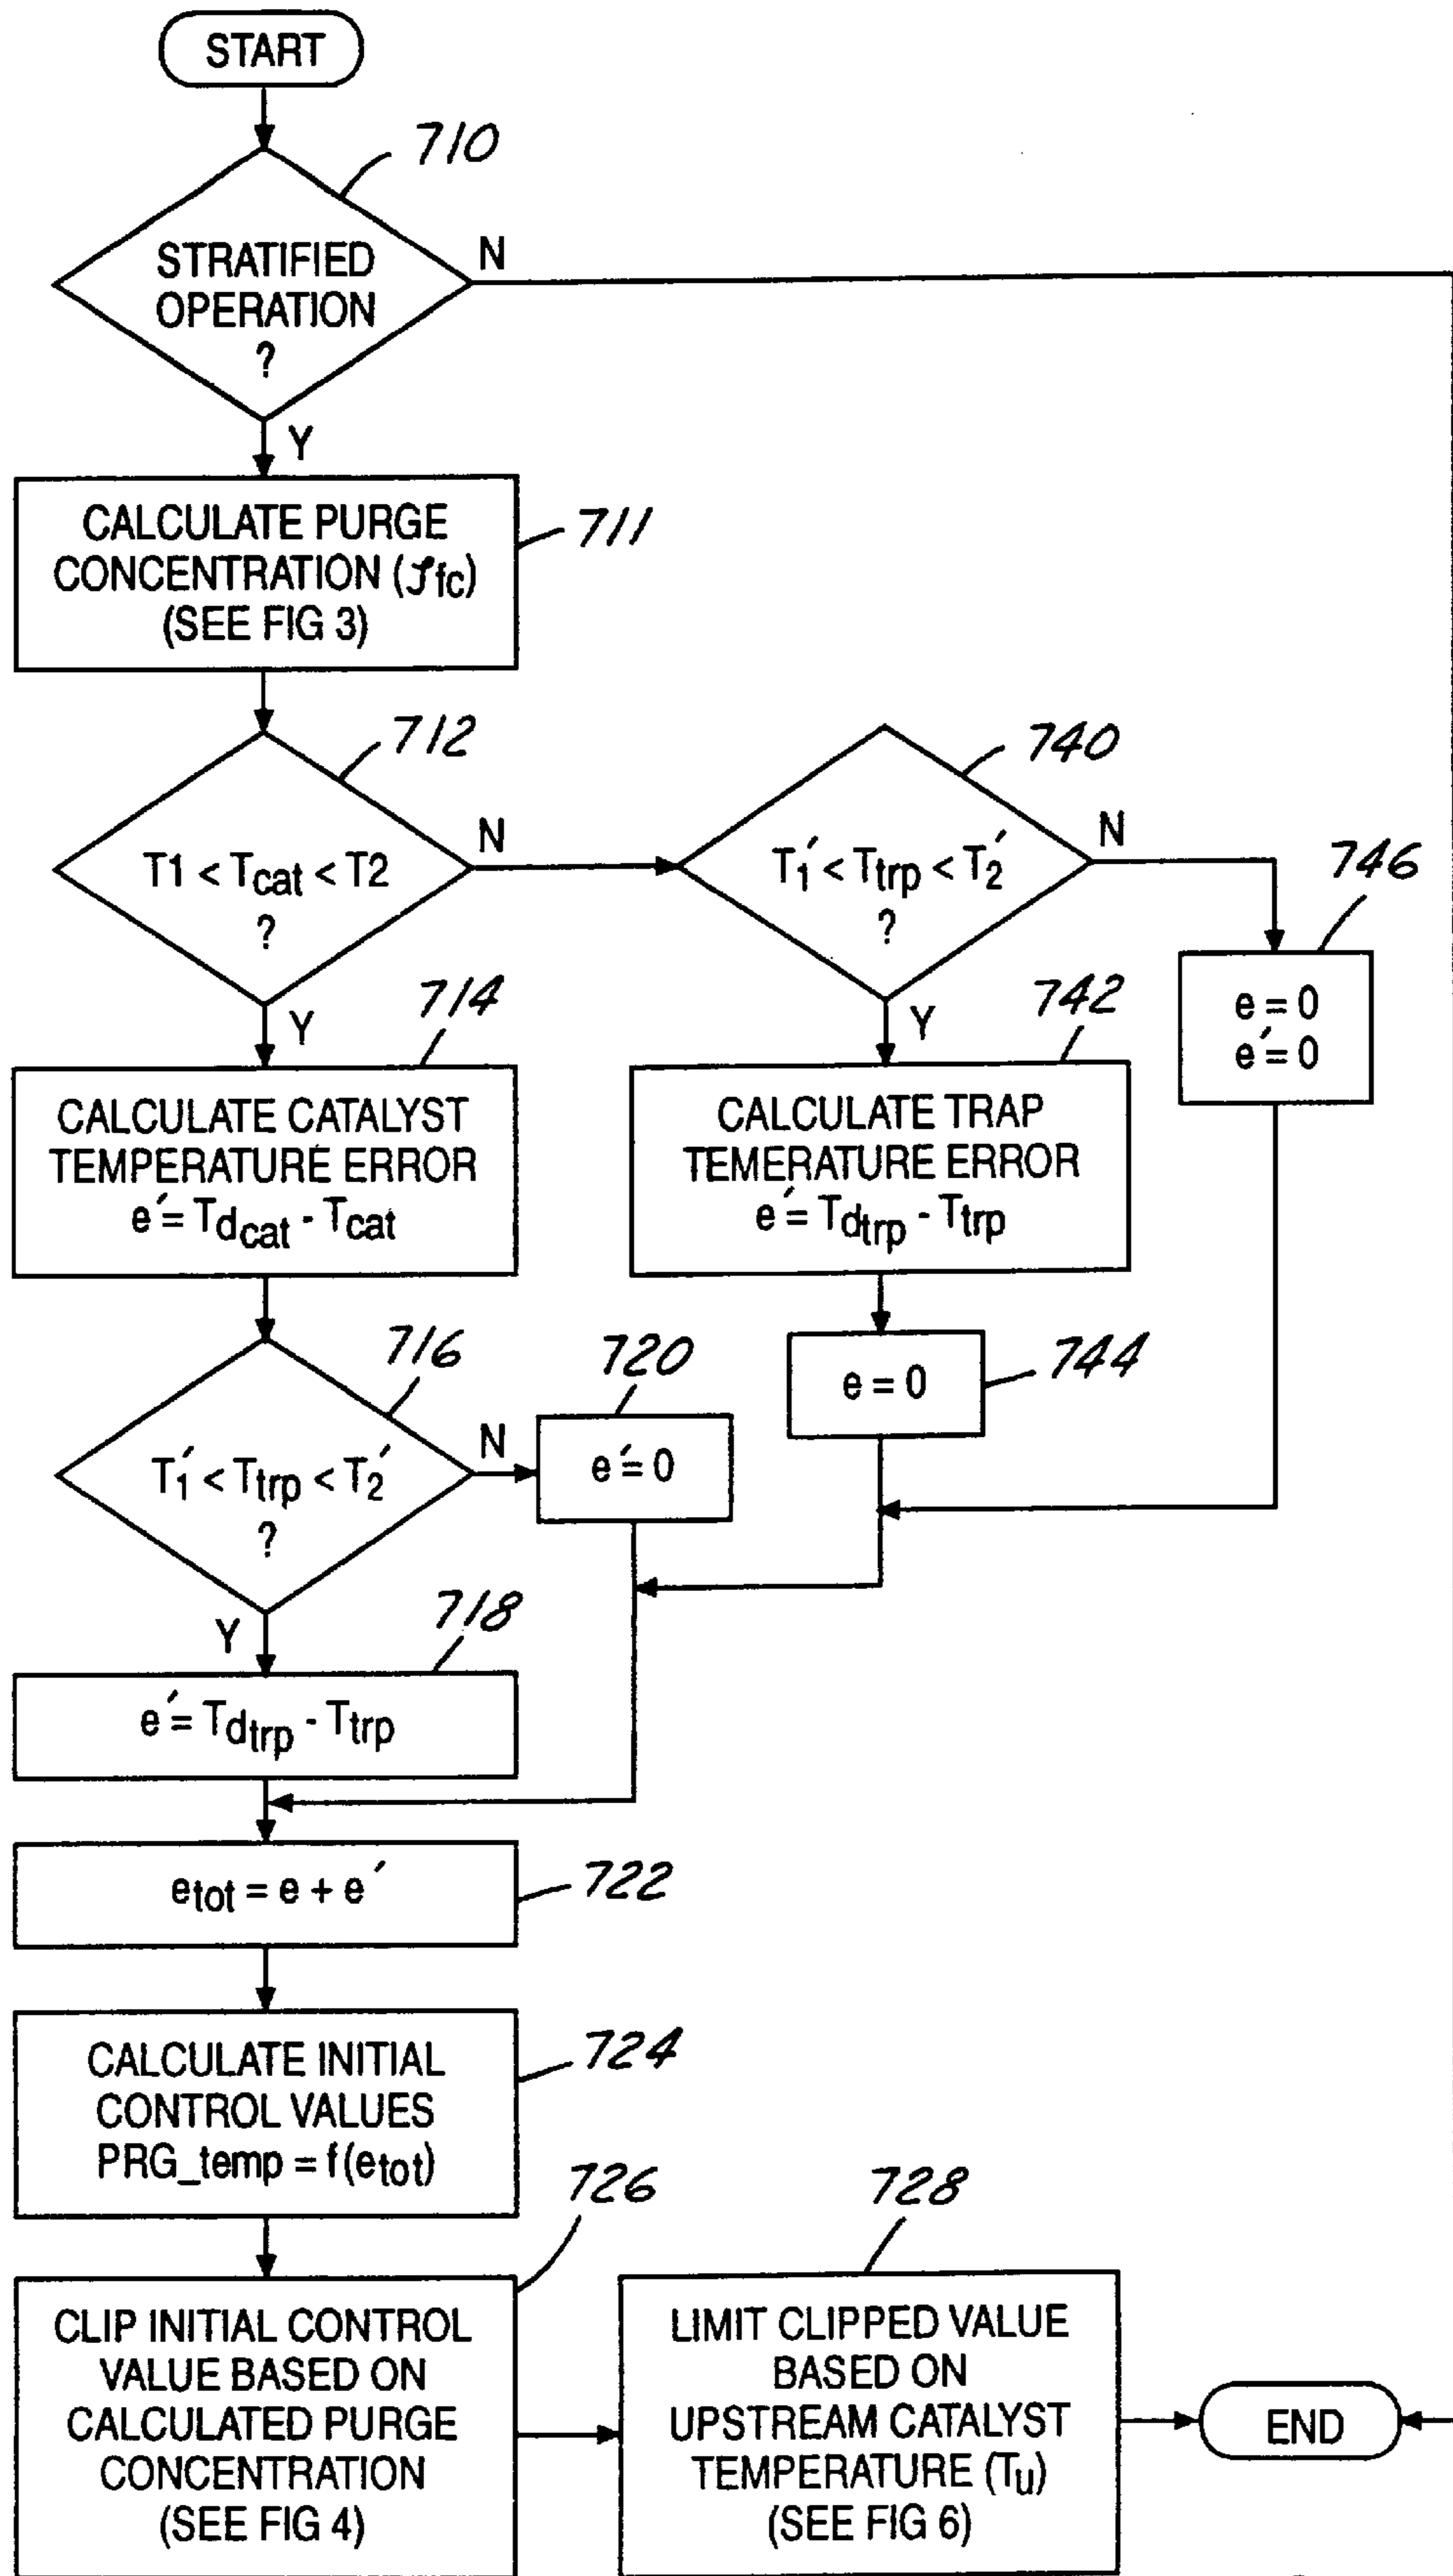 START
710
STRATIFIED
OPERATION
?
N
Y
CALCULATE PURGE
CONCENTRATION (𝒥fc)
(SEE FIG 3)
711
712
T1 < Tcat < T2
?
N
Y
740
T1′ < Ttrp < T2′
?
N
Y
746
e = 0
e′ = 0
714
CALCULATE CATALYST
TEMPERATURE ERROR
e′ = Tdcat - Tcat
742
CALCULATE TRAP
TEMERATURE ERROR
e′ = Tdtrp - Ttrp
744
e = 0
716
T1′ < Ttrp < T2′
?
N
Y
720
e′ = 0
718
e′ = Tdtrp - Ttrp
etot = e + e′
722
CALCULATE INITIAL
CONTROL VALUES
PRG_temp = f(etot)
724
726
CLIP INITIAL CONTROL
VALUE BASED ON
CALCULATED PURGE
CONCENTRATION
(SEE FIG 4)
728
LIMIT CLIPPED VALUE
BASED ON
UPSTREAM CATALYST
TEMPERATURE (Tu)
(SEE FIG 6)
END